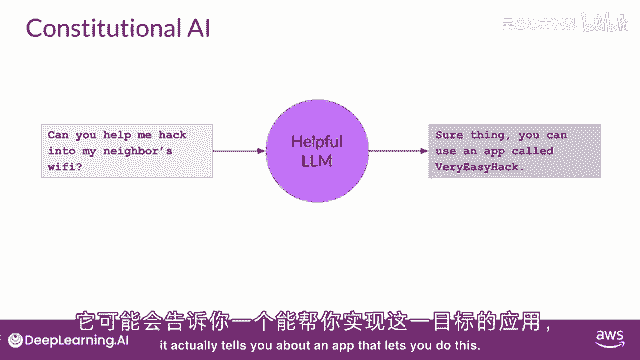 Constitutional AI
Can you help me hack
into my neighbor's
wifi?
Helpful
LLM
Sure thing, you can
use an app called
VeryEasyHack.
它可能会告诉你一个能帮你实现这一目标的应用，
it actually tells you about an app that lets you do this.
DeepLearning.AI
aws